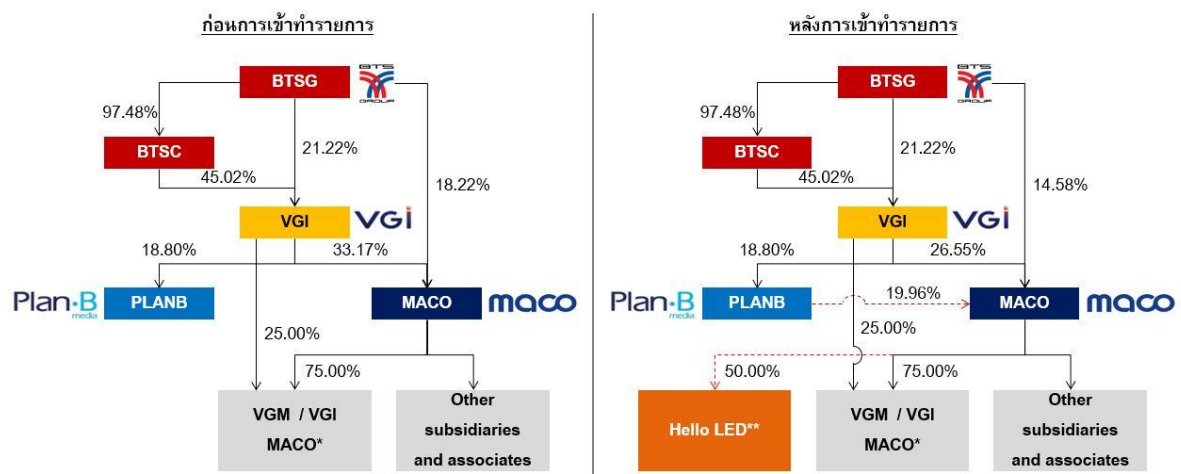 ก่อนการเข้าทำรายการ
BTSG
BTS
GROUP
97.48%
BTSC
21.22%
45.02%
18.22%
VGI
VGI
18.80%
33.17%
Plan·B
media
PLANB
MACO
maco
25.00%
75.00%
VGM / VGI
MACO*
Other
subsidiaries
and associates
หลังการเข้าทำรายการ
BTSG
BTS
GROUP
97.48%
BTSC
21.22%
45.02%
14.58%
VGI
VGI
18.80%
26.55%
Plan·B
media
PLANB
19.96%
MACO
maco
25.00%
50.00%
75.00%
Hello LED**
VGM / VGI
MACO*
Other
subsidiaries
and associates